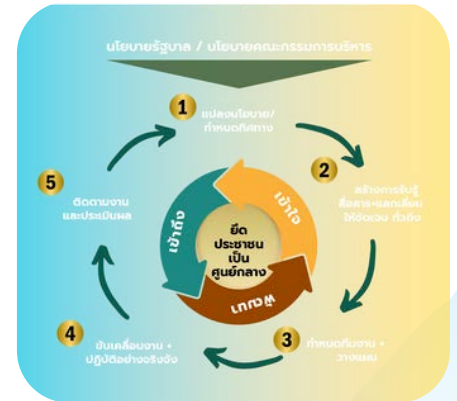 นโยบายรัฐบาล / นโยบายคณะกรรมการบริหาร
1
แปลงนโยบาย/
กำหนดทิศทาง
2
สร้างการรับรู้
สื่อสาร+แลกเปลี่ยน
ให้ชัดเจน ทั่วถึง
3
กำหนดทีมงาน +
วางแผน
4
ขับเคลื่อนงาน +
ปฏิบัติอย่างจริงจัง
5
ติดตามงาน
และประเมินผล
เข้าใจ
เข้าถึง
พัฒนา
ยึด
ประชาชน
เป็น
ศูนย์กลาง